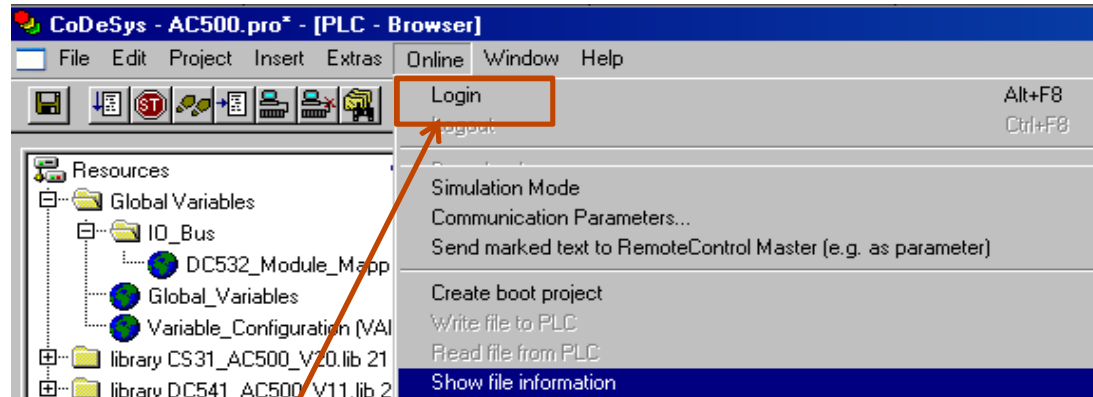 CoDeSys - AC500.pro* - [PLC - Browser]
File Edit Project Insert Extras Online Window Help
ST
Login Alt+F8
Logout Ctrl+F8
Resources
Simulation Mode
Global Variables
Communication Parameters...
IO_Bus
Send marked text to RemoteControl Master (e.g. as parameter)
DC532_Module_Mapp
Global_Variables
Create boot project
Variable_Configuration (VAI
Write file to PLC
library CS31_AC500_V20.lib 21
Read file from PLC
library DC541_AC500_V11.lib 2
Show file information